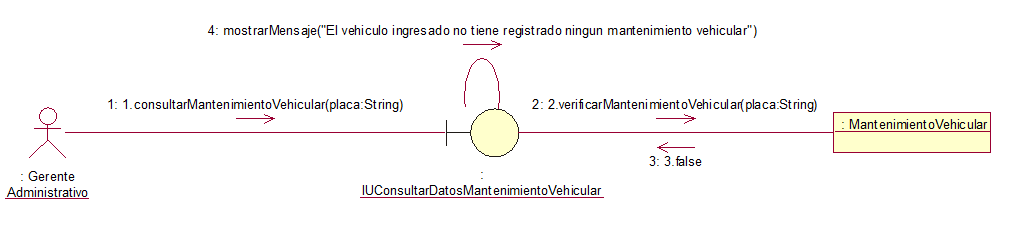 4: mostrarMensaje("El vehiculo ingresado no tiene registrado ningun mantenimiento vehicular")
1: 1.consultarMantenimientoVehicular(placa:String)
2: 2.verificarMantenimientoVehicular(placa:String)
: MantenimientoVehicular
3: 3.false
: Gerente
Administrativo
:
IUConsultarDatosMantenimientoVehicular